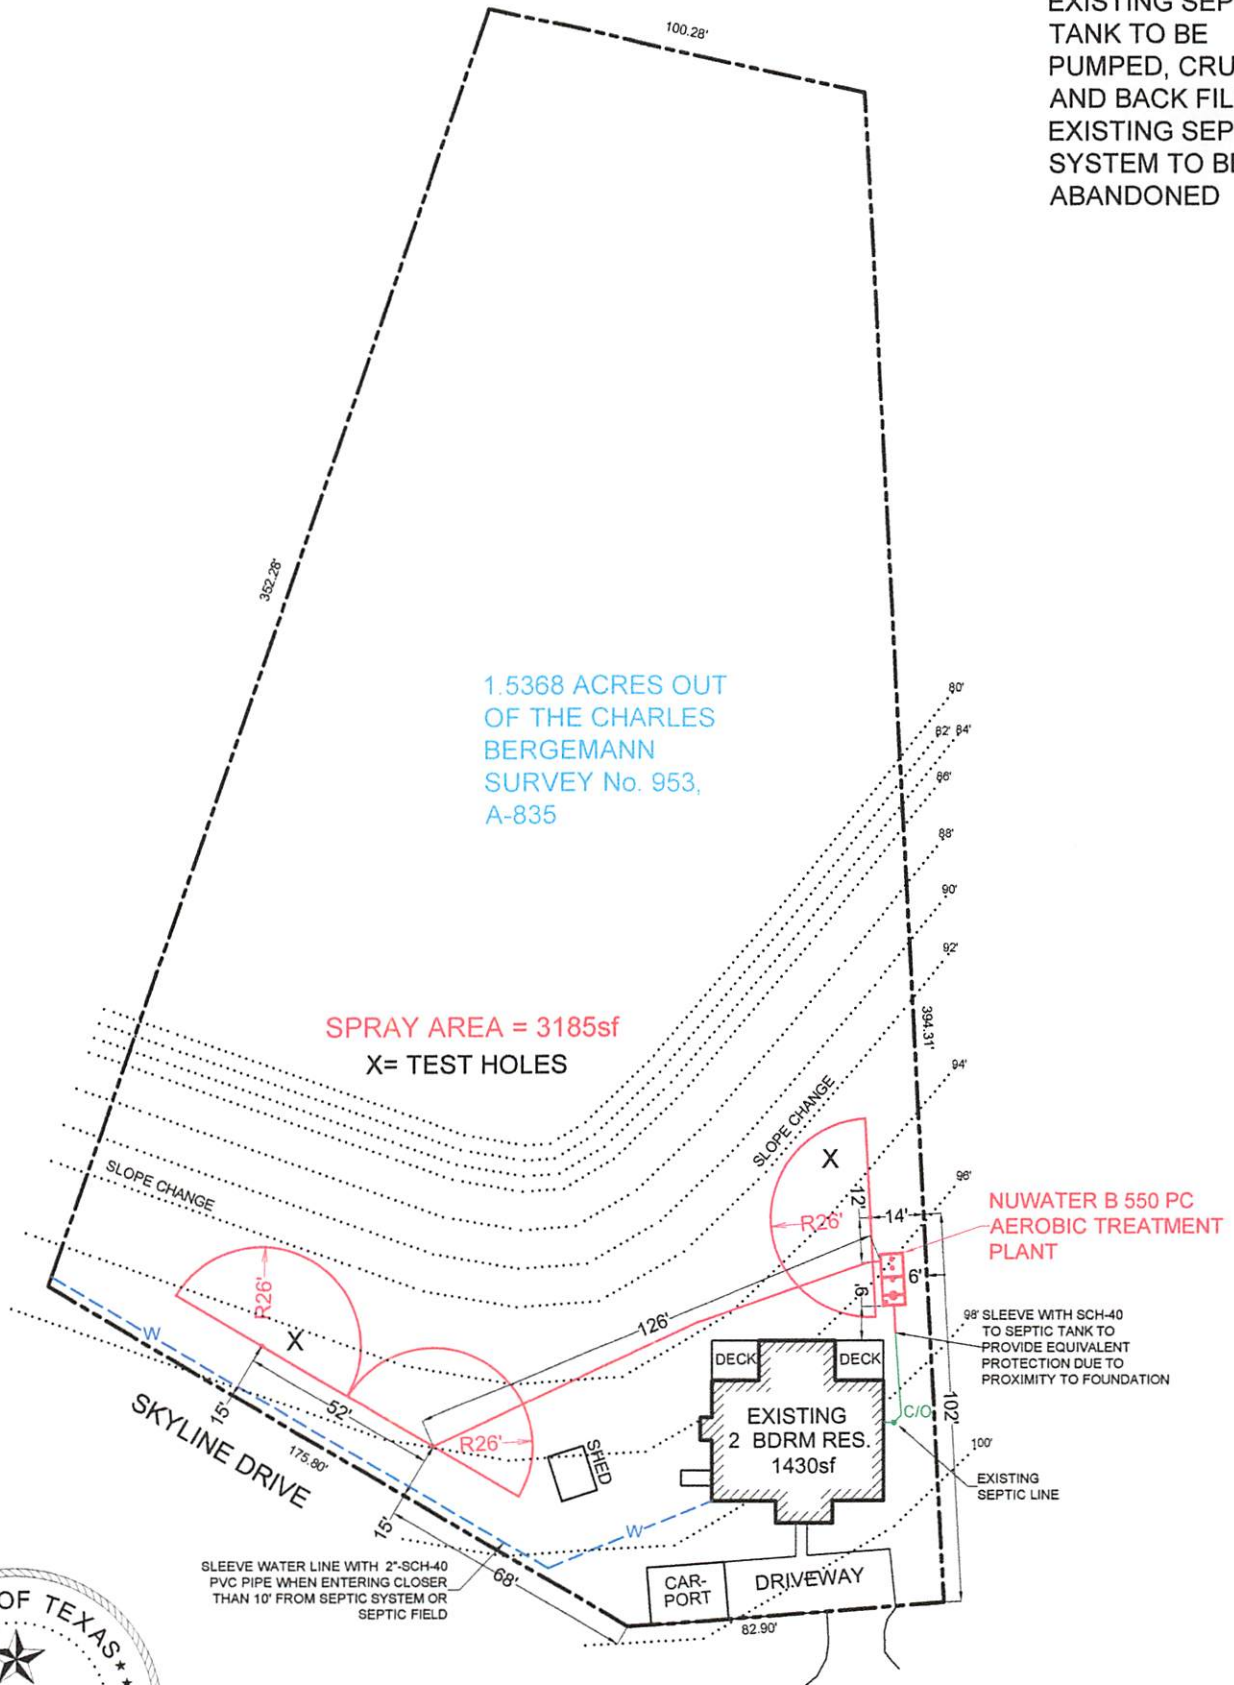 TANK TO BE
PUMPED, CRU
AND BACK FIL
EXISTING SEP
SYSTEM TO BE
ABANDONED
100.28'
352.28'
1.5368 ACRES OUT
OF THE CHARLES
BERGEMANN
SURVEY No. 953,
A-835
80'
82' 84'
86'
88'
90'
92'
394.31'
94'
96'
SPRAY AREA = 3185sf
X= TEST HOLES
SLOPE CHANGE
SLOPE CHANGE
X
12'
R26'
14'
6'
6'
NUWATER B 550 PC
AEROBIC TREATMENT
PLANT
R26'
X
W
15'
52'
126'
R26'
SKYLINE DRIVE
175.80'
15'
68'
SHED
DECK
DECK
EXISTING
2 BDRM RES.
1430sf
98' SLEEVE WITH SCH-40
TO SEPTIC TANK TO
PROVIDE EQUIVALENT
PROTECTION DUE TO
PROXIMITY TO FOUNDATION
C/O
102'
100'
EXISTING
SEPTIC LINE
W
SLEEVE WATER LINE WITH 2"-SCH-40
PVC PIPE WHEN ENTERING CLOSER
THAN 10' FROM SEPTIC SYSTEM OR
SEPTIC FIELD
CAR-
PORT
DRIVEWAY
82.90'
OF TEXAS